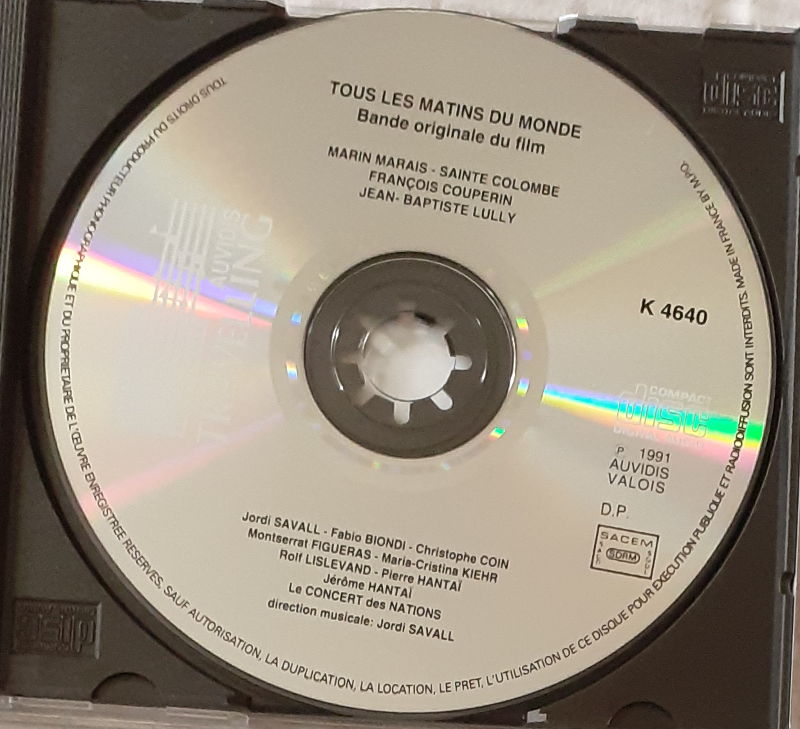 TOUS LES MATINS DU MONDE
Bande originale du film
MARIN MARAIS - SAINTE COLOMBE
FRANÇOIS COUPERIN
JEAN- BAPTISTE LULLY
AUVIDIS
K 4640
COMPACT
disc
DIGITAL AUDIO
P 1991
AUVIDIS
VALOIS
D.P.
SACEM
SDRM
Jordi SAVALL - Fabio BIONDI - Christophe COIN
Montserrat FIGUERAS - Maria-Cristina KIEHR
Rolf LISLEVAND - Pierre HANTAÏ
Jérôme HANTAÏ
Le CONCERT des NATIONS
direction musicale: Jordi SAVALL
TOUS DROITS DU PRODUCTEUR PHONOGRAPHIQUE ET DU PROPRIETAIRE DE L'ŒUVRE ENREGISTREE RESERVES. SAUF AUTORISATION, LA DUPLICATION, LA LOCATION, LE PRET, L'UTILISATION DE CE DISQUE POUR EXECUTION PUBLIQUE ET RADIODIFFUSION SONT INTERDITS. MADE IN FRANCE BY M.P.O.
COMPACT
disc